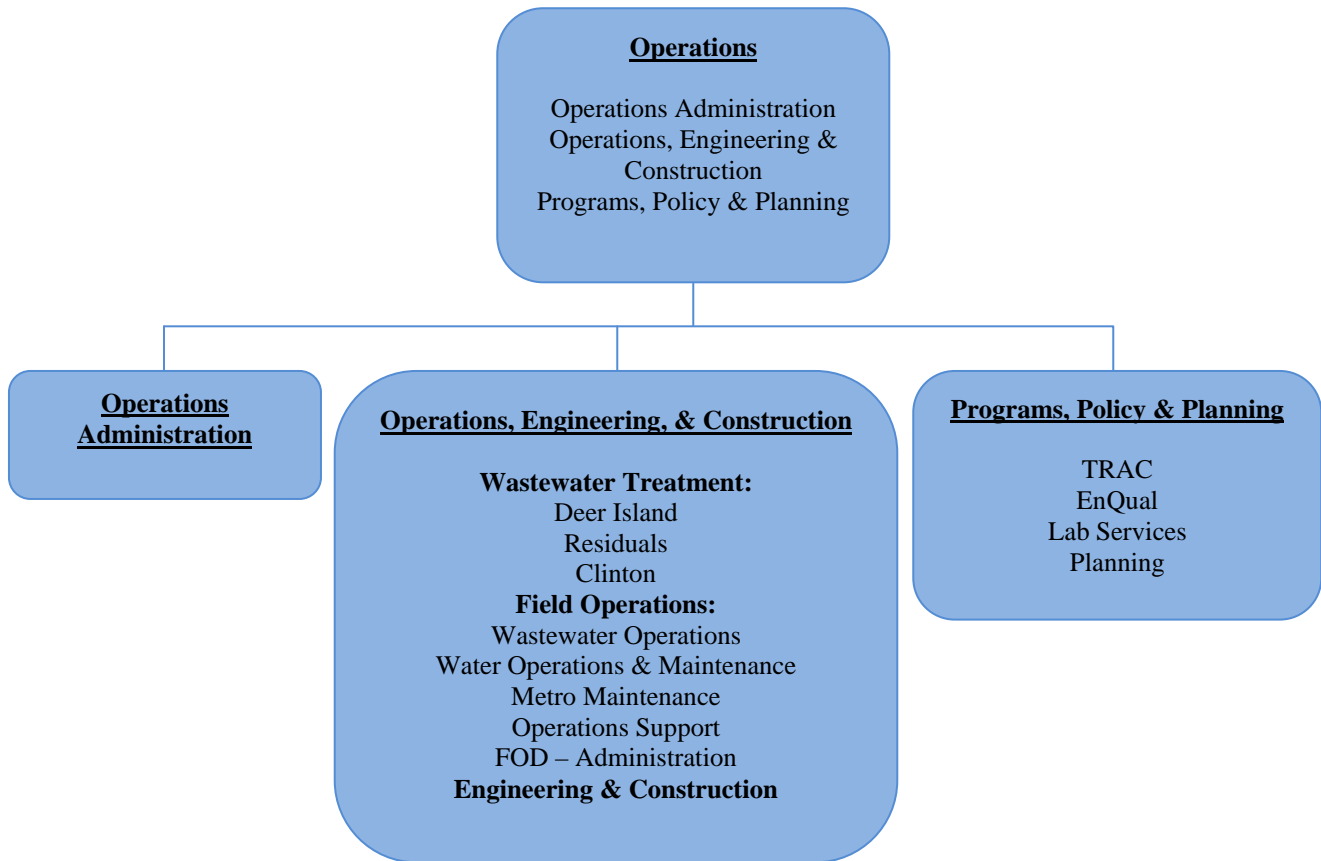 Operations
Operations Administration
Operations, Engineering &
Construction
Programs, Policy & Planning
Operations
Administration
Operations, Engineering, & Construction
Wastewater Treatment:
Deer Island
Residuals
Clinton
Field Operations:
Wastewater Operations
Water Operations & Maintenance
Metro Maintenance
Operations Support
FOD – Administration
Engineering & Construction
Programs, Policy & Planning
TRAC
EnQual
Lab Services
Planning